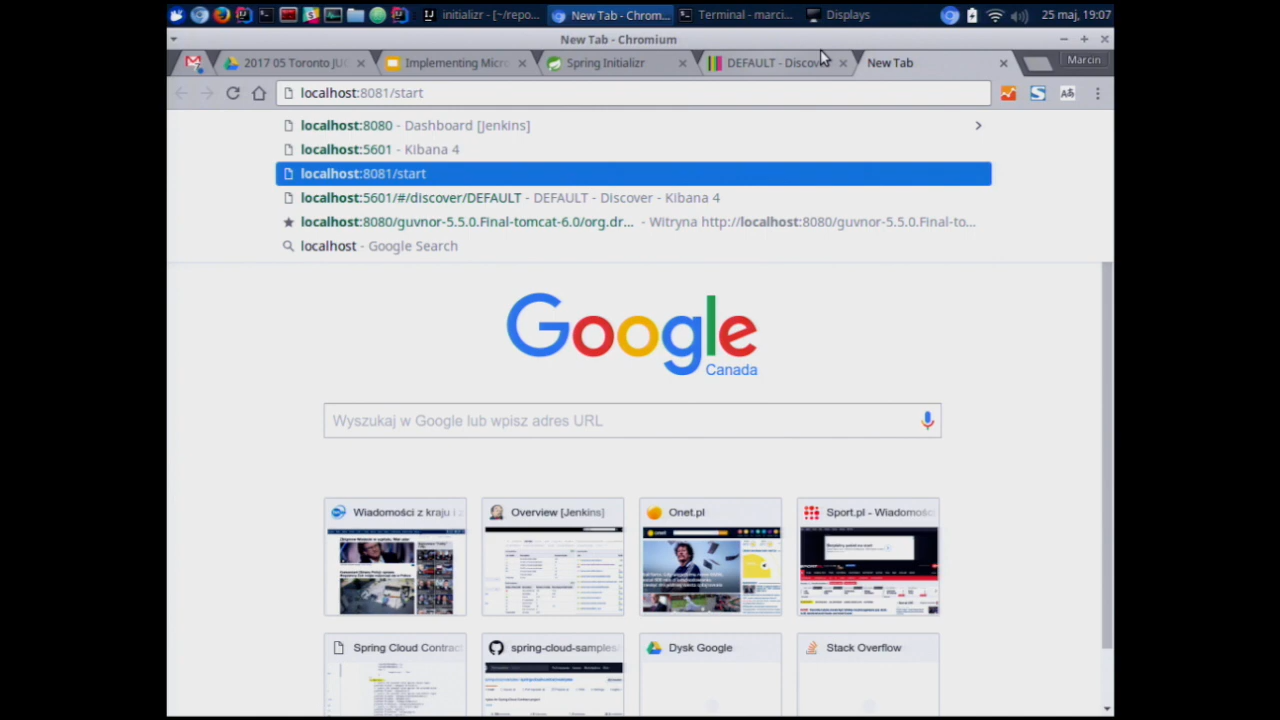 initializr - [~/repo...
New Tab - Chrom...
Terminal - marci...
Displays
25 maj, 19:07
New Tab - Chromium
2017 05 Toronto JU
Implementing Micr
Spring Initializr
DEFAULT - Discov
New Tab
Marcin
localhost:8081/start
localhost:8080 - Dashboard [Jenkins]
localhost:5601 - Kibana 4
localhost:8081/start
localhost:5601/#/discover/DEFAULT - DEFAULT - Discover - Kibana 4
localhost:8080/guvnor-5.5.0.Final-tomcat-6.0/org.dr... - Witryna http://localhost:8080/guvnor-5.5.0.Final-to...
localhost - Google Search
Google
Canada
Wyszukaj w Google lub wpisz adres URL
Wiadomości z kraju i z
Overview [Jenkins]
Onet.pl
Sport.pl - Wiadomości
Spring Cloud Contrac
spring-cloud-samples
Dysk Google
Stack Overflow